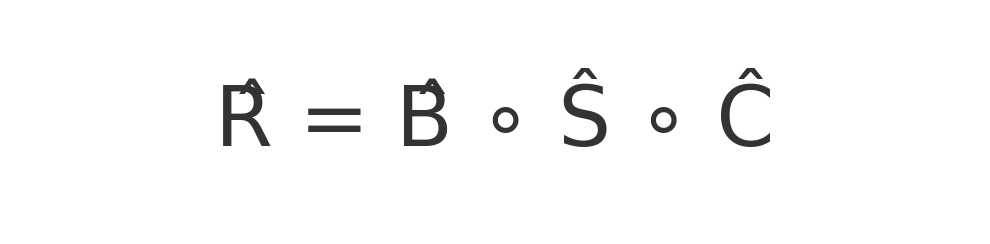 R̂ = B̂ ∘ Ŝ ∘ Ĉ